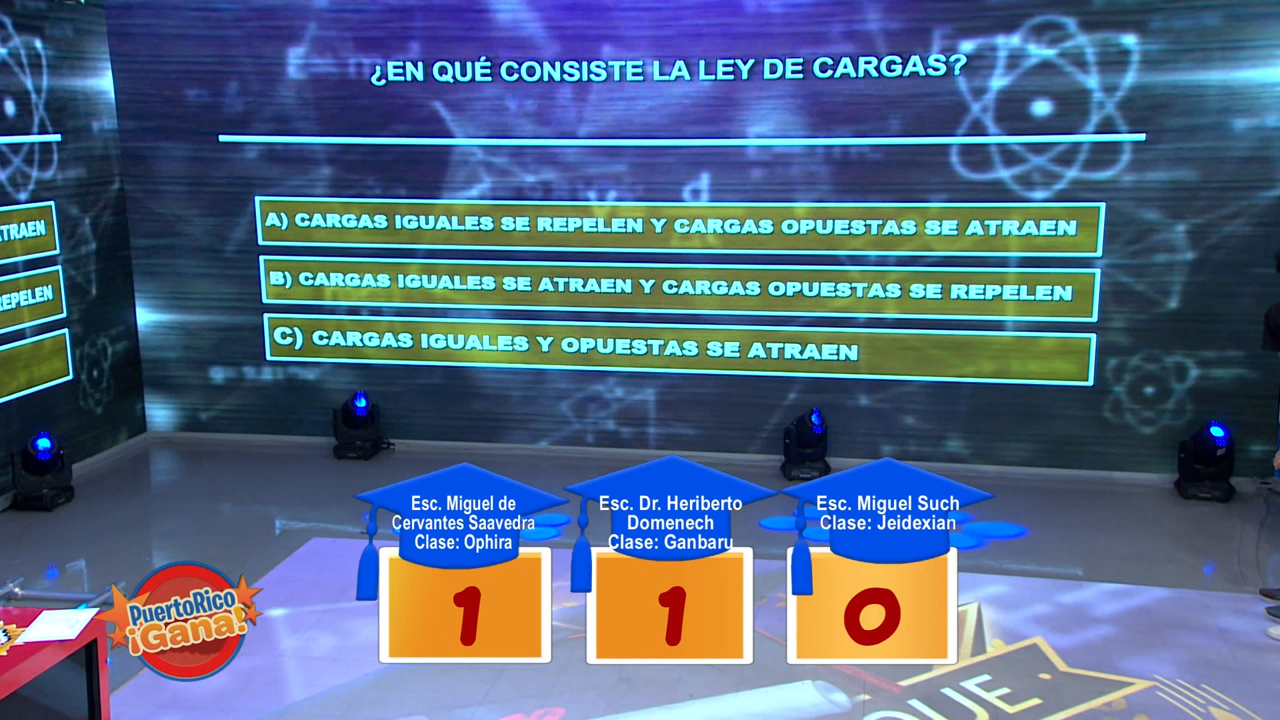 ¿EN QUÉ CONSISTE LA LEY DE CARGAS?
A) CARGAS IGUALES SE REPELEN Y CARGAS OPUESTAS SE ATRAEN
B) CARGAS IGUALES SE ATRAEN Y CARGAS OPUESTAS SE REPELEN
C) CARGAS IGUALES Y OPUESTAS SE ATRAEN
ATRAEN
REPELEN
d
Esc. Miguel de
Cervantes Saavedra
Clase: Ophira
1
Esc. Dr. Heriberto
Domenech
Clase: Ganbaru
1
Esc. Miguel Such
Clase: Jeidexian
0
PuertoRico
¡Gana!
QUE